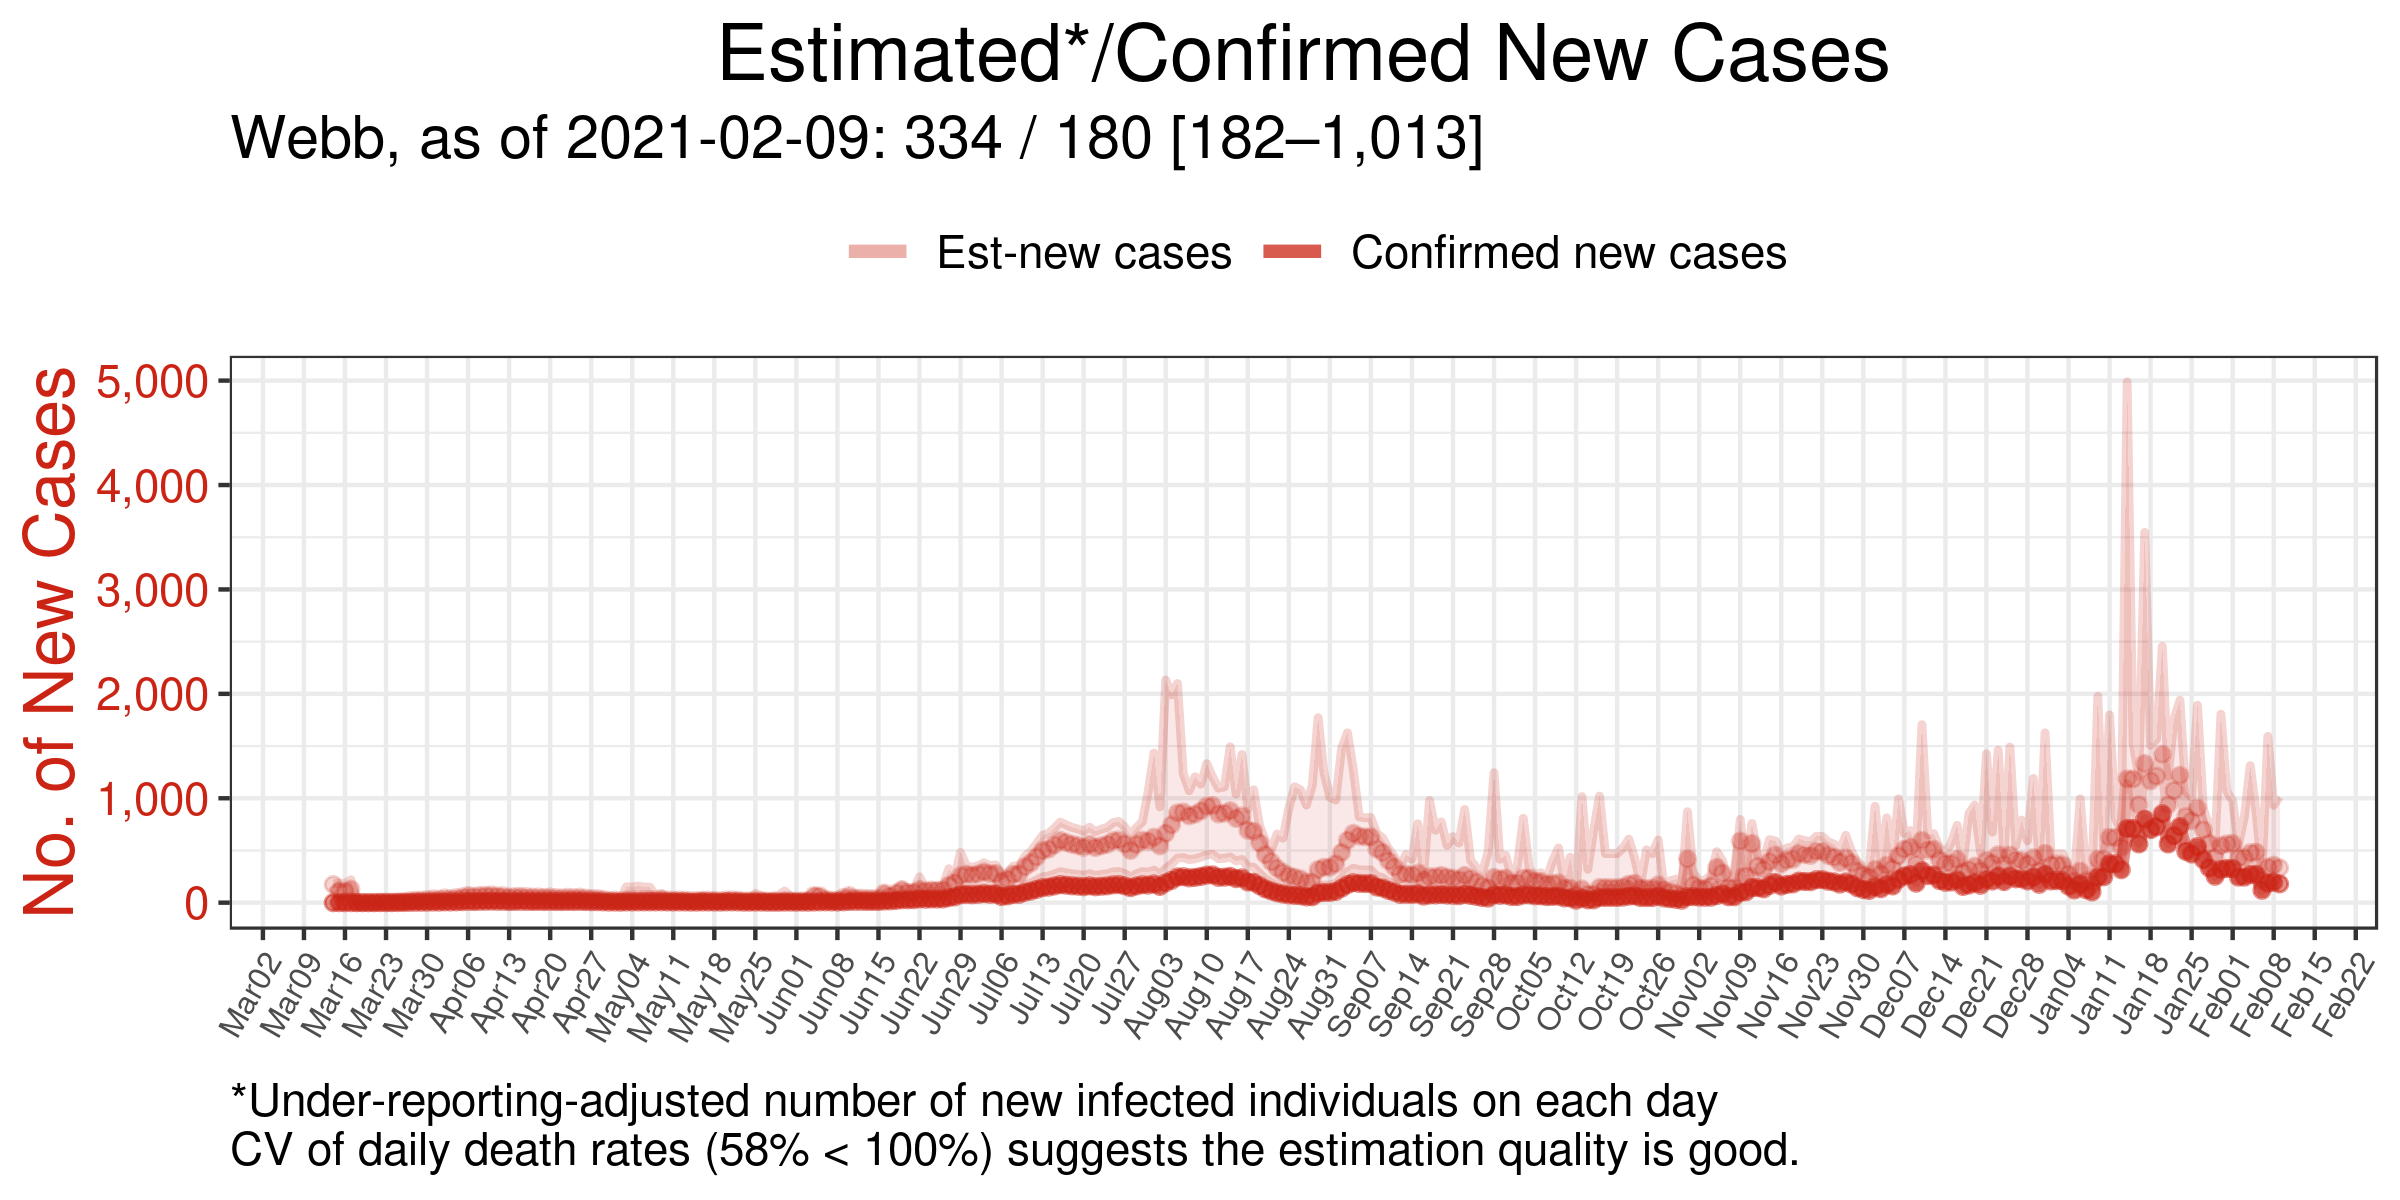 Estimated*/Confirmed New Cases
Webb, as of 2021-02-09: 334 / 180 [182–1,013]
Est-new cases Confirmed new cases
No. of New Cases
5,000
4,000
3,000
2,000
1,000
0
Mar02 Mar09 Mar16 Mar23 Mar30 Apr06 Apr13 Apr20 Apr27 May04 May11 May18 May25 Jun01 Jun08 Jun15 Jun22 Jun29 Jul06 Jul13 Jul20 Jul27 Aug03 Aug10 Aug17 Aug24 Aug31 Sep07 Sep14 Sep21 Sep28 Oct05 Oct12 Oct19 Oct26 Nov02 Nov09 Nov16 Nov23 Nov30 Dec07 Dec14 Dec21 Dec28 Jan04 Jan11 Jan18 Jan25 Feb01 Feb08 Feb15 Feb22
*Under-reporting-adjusted number of new infected individuals on each day
CV of daily death rates (58% < 100%) suggests the estimation quality is good.